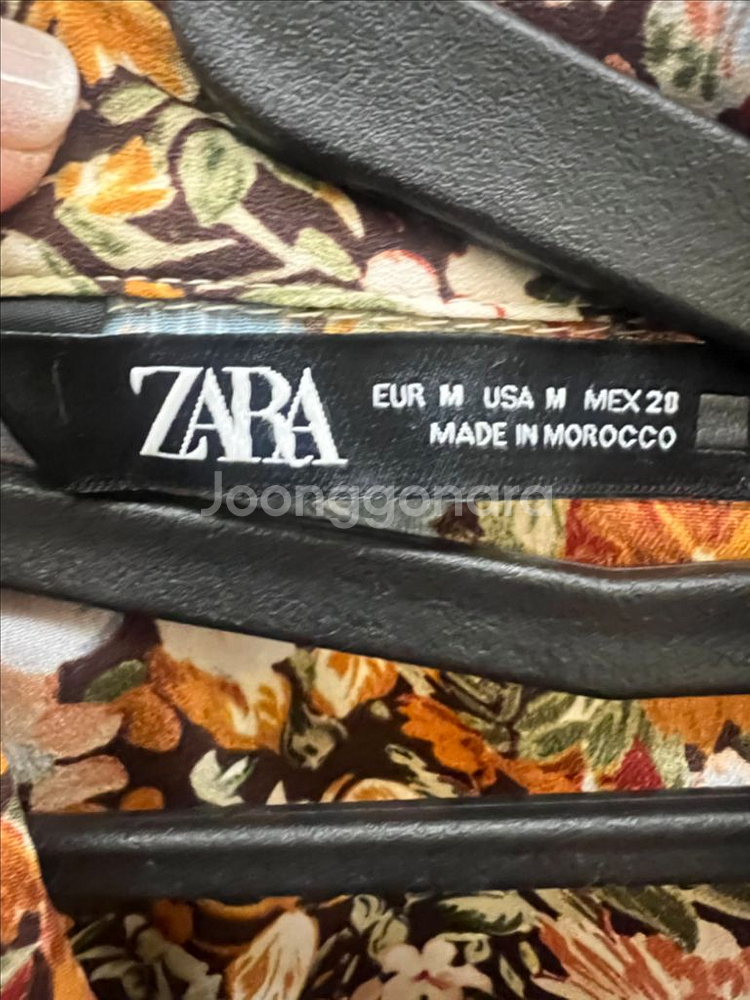 ZARA
EUR M USA M MEX 28
MADE IN MOROCCO
Joonggonara